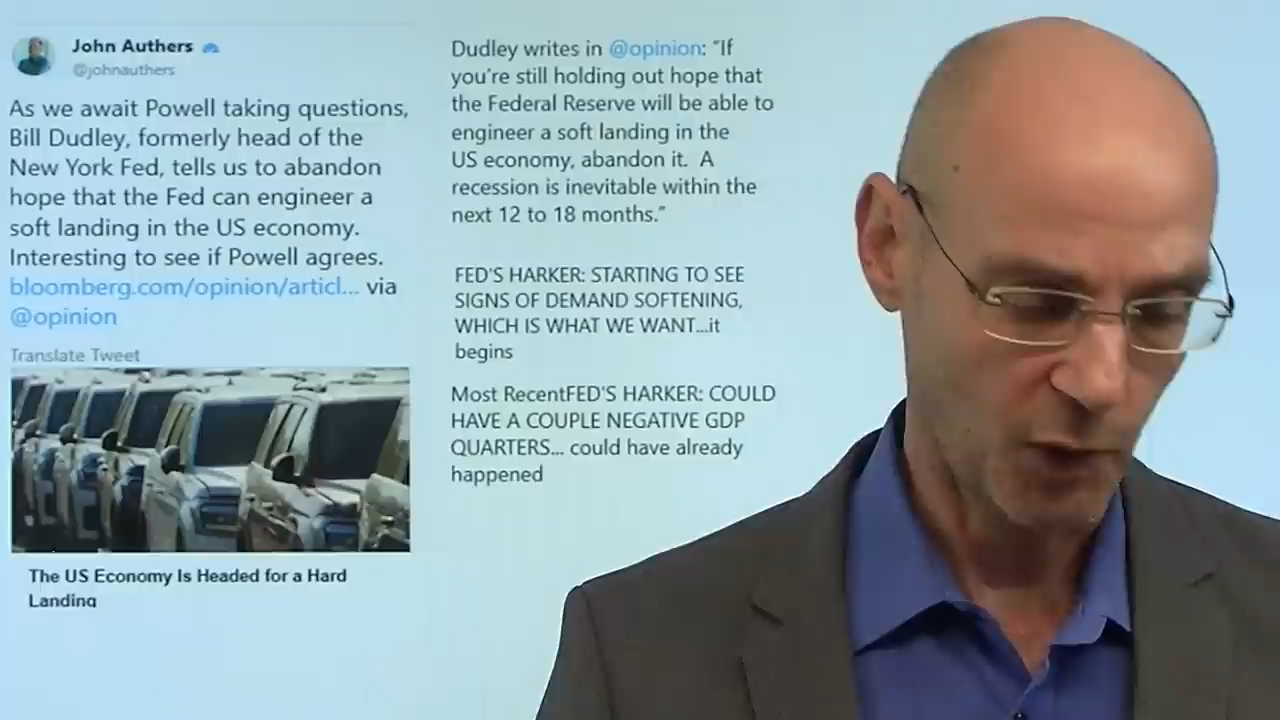 John Authers
@johnauthers
As we await Powell taking questions,
Bill Dudley, formerly head of the
New York Fed, tells us to abandon
hope that the Fed can engineer a
soft landing in the US economy.
Interesting to see if Powell agrees.
bloomberg.com/opinion/articl... via
@opinion
Translate Tweet
The US Economy Is Headed for a Hard
Landing
Dudley writes in @opinion: "If
you're still holding out hope that
the Federal Reserve will be able to
engineer a soft landing in the
US economy, abandon it. A
recession is inevitable within the
next 12 to 18 months."
FED'S HARKER: STARTING TO SEE
SIGNS OF DEMAND SOFTENING,
WHICH IS WHAT WE WANT...it
begins
Most RecentFED'S HARKER: COULD
HAVE A COUPLE NEGATIVE GDP
QUARTERS... could have already
happened